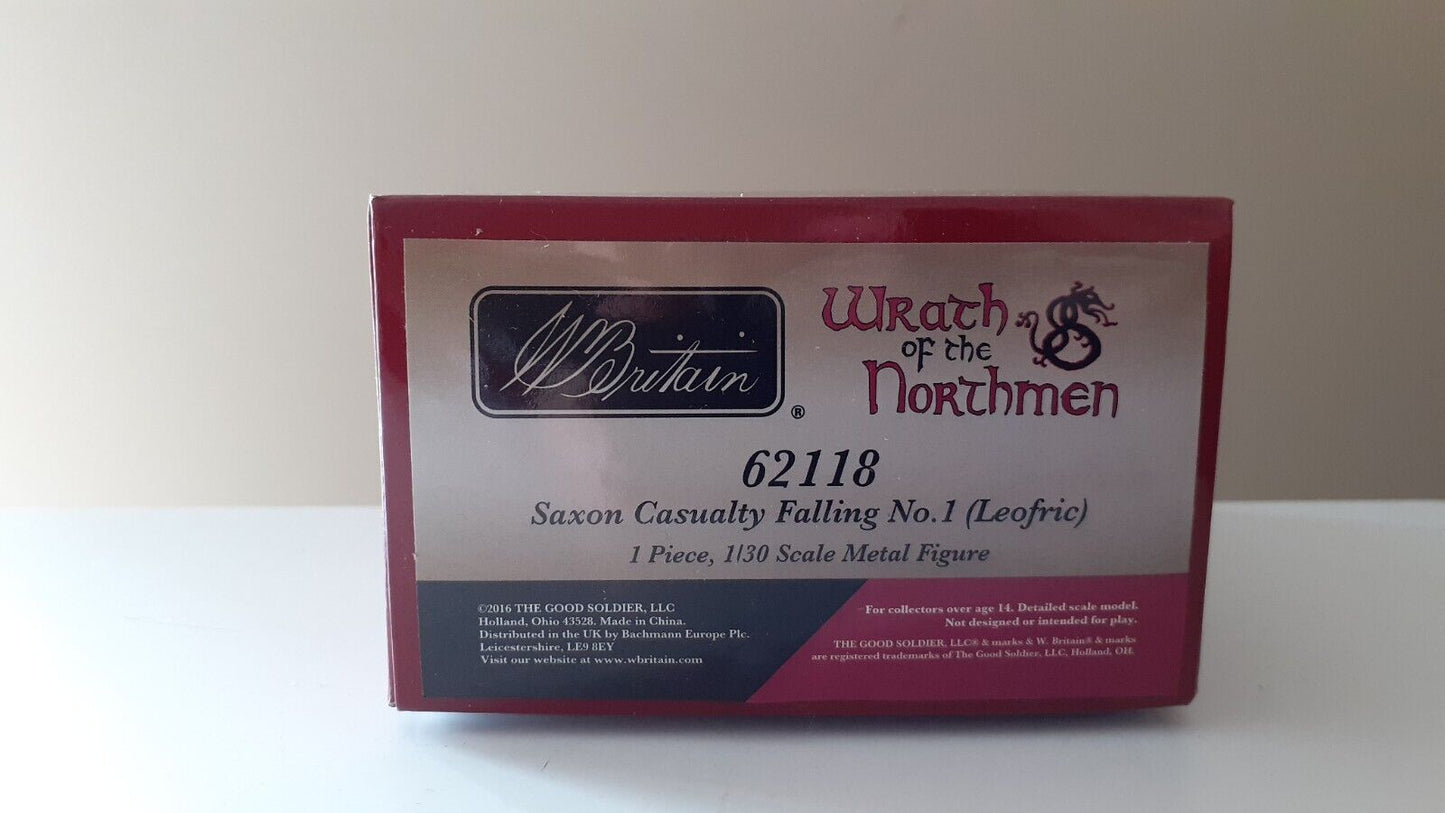 W Britain
®
Wrath
of the
Northmen
62118
Saxon Casualty Falling No.1 (Leofric)
1 Piece, 1/30 Scale Metal Figure
©2016 THE GOOD SOLDIER, LLC
Holland, Ohio 43528. Made in China.
Distributed in the UK by Bachmann Europe Plc.
Leicestershire, LE9 8EY
Visit our website at www.wbritain.com
For collectors over age 14. Detailed scale model.
Not designed or intended for play.
THE GOOD SOLDIER, LLC® & marks & W. Britain® & marks
are registered trademarks of The Good Soldier, LLC, Holland, OH.